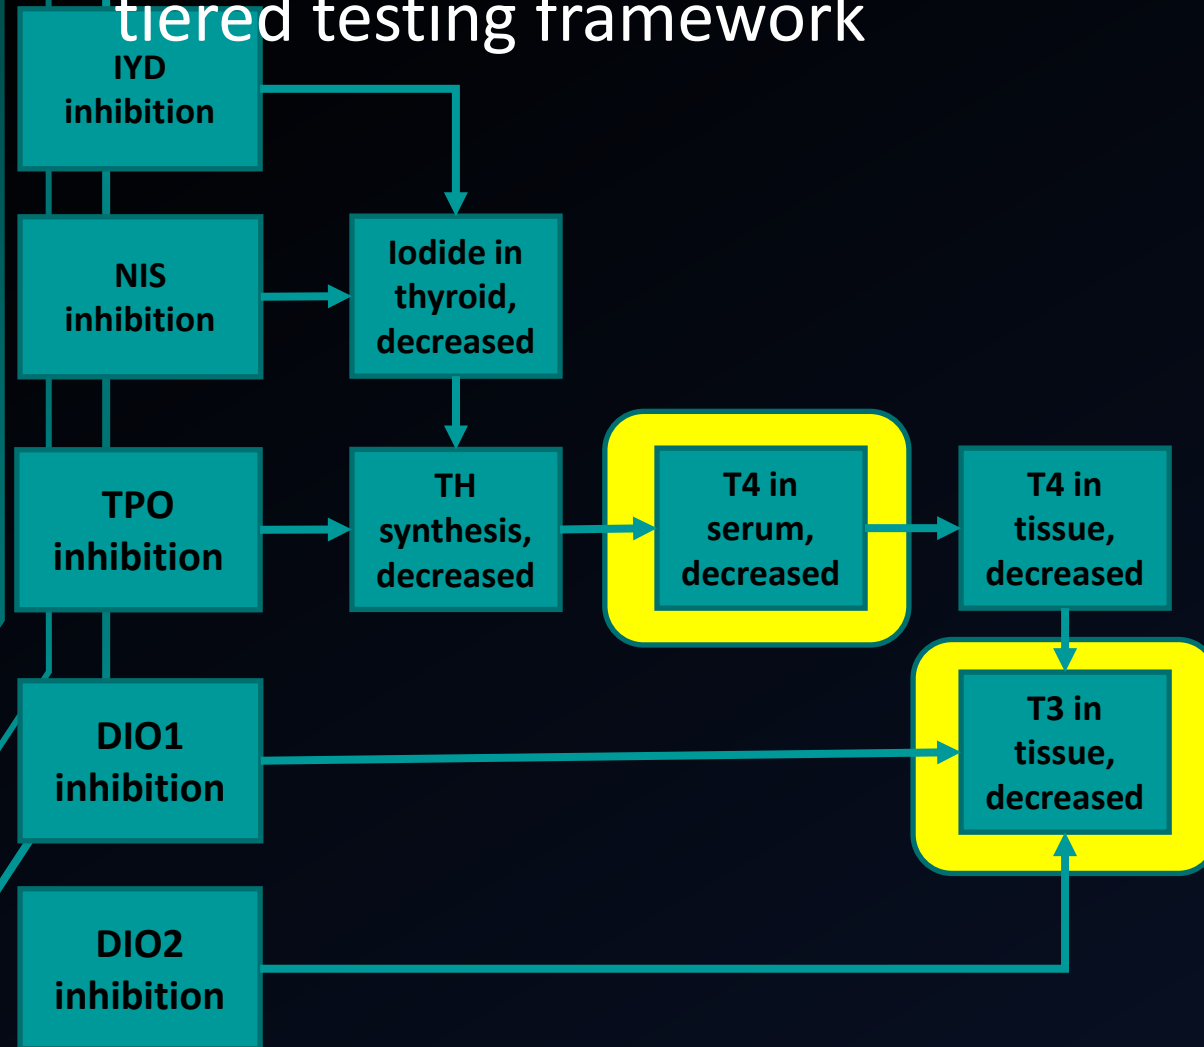 tiered testing framework
IYD
inhibition
NIS
inhibition
Iodide in
thyroid,
decreased
TPO
inhibition
TH
synthesis,
decreased
T4 in
serum,
decreased
T4 in
tissue,
decreased
DIO1
inhibition
T3 in
tissue,
decreased
DIO2
inhibition